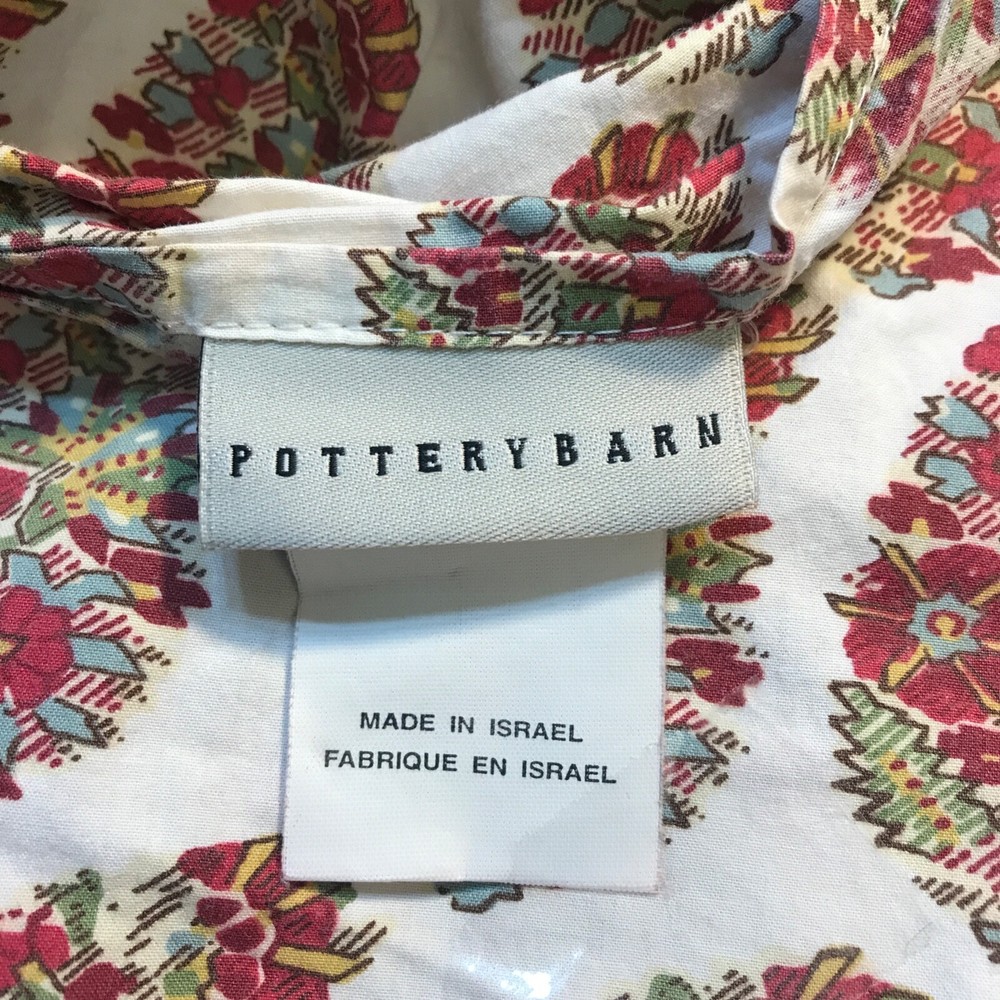 POTTERYBARN
MADE IN ISRAEL
FABRIQUE EN ISRAEL